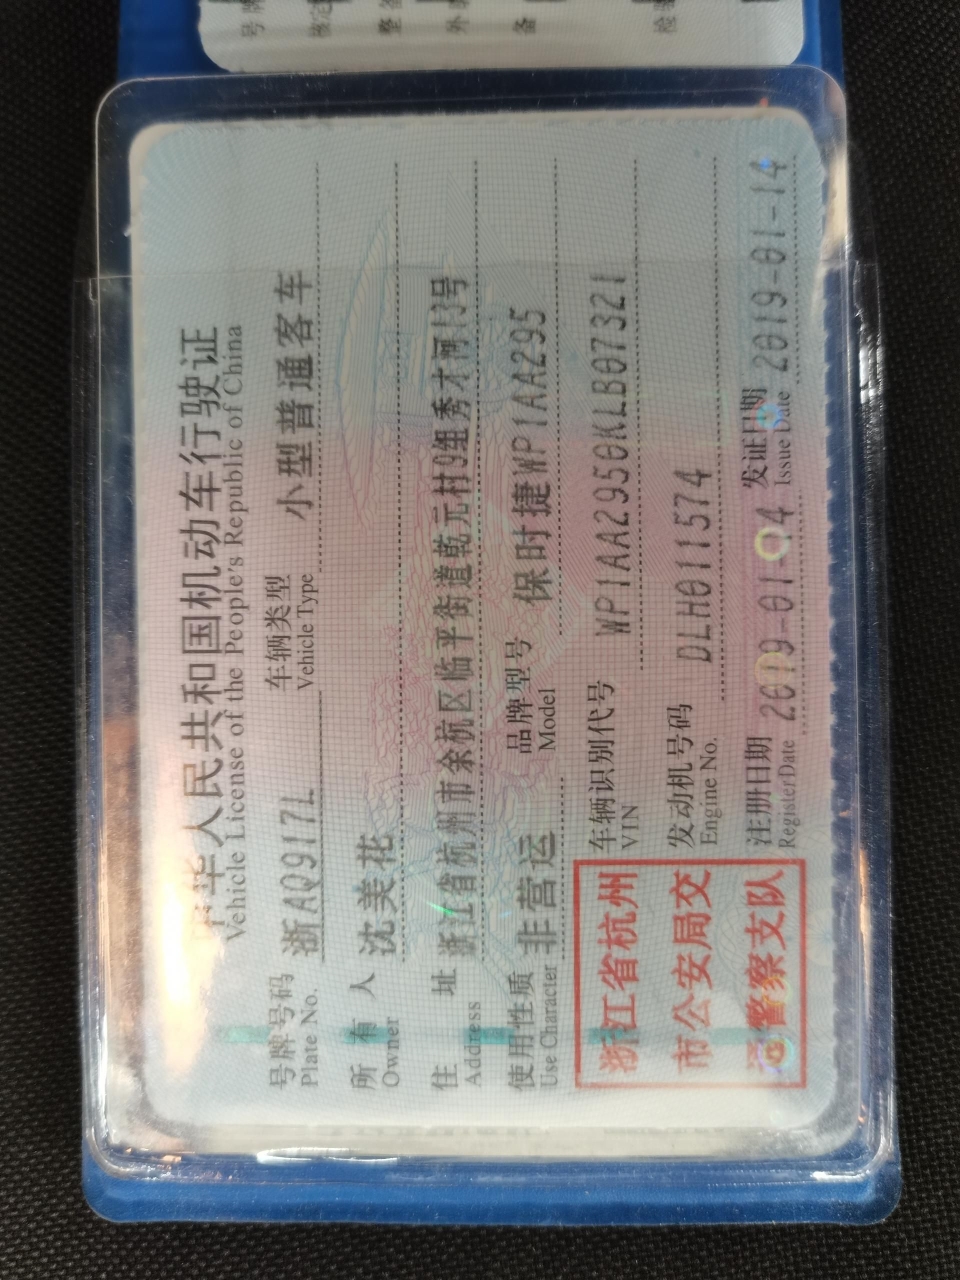 中华人民共和国机动车行驶证
Vehicle License of the People's Republic of China
号牌号码 浙AQ917L 车辆类型 小型普通客车
Plate No. Vehicle Type
所有人 沈美花
Owner
住址 浙江省杭州市余杭区临平街道乾元村9组秀才河13号
Address
使用性质 非营运 品牌型号 保时捷WP1AA295
Use Character Model
浙江省杭州
市公安局交
通警察支队
车辆识别代号 WP1AA2950KLB07321
VIN
发动机号码 DLH011574
Engine No.
注册日期 2019-01-14 发证日期 2019-01-14
Register Date Issue Date